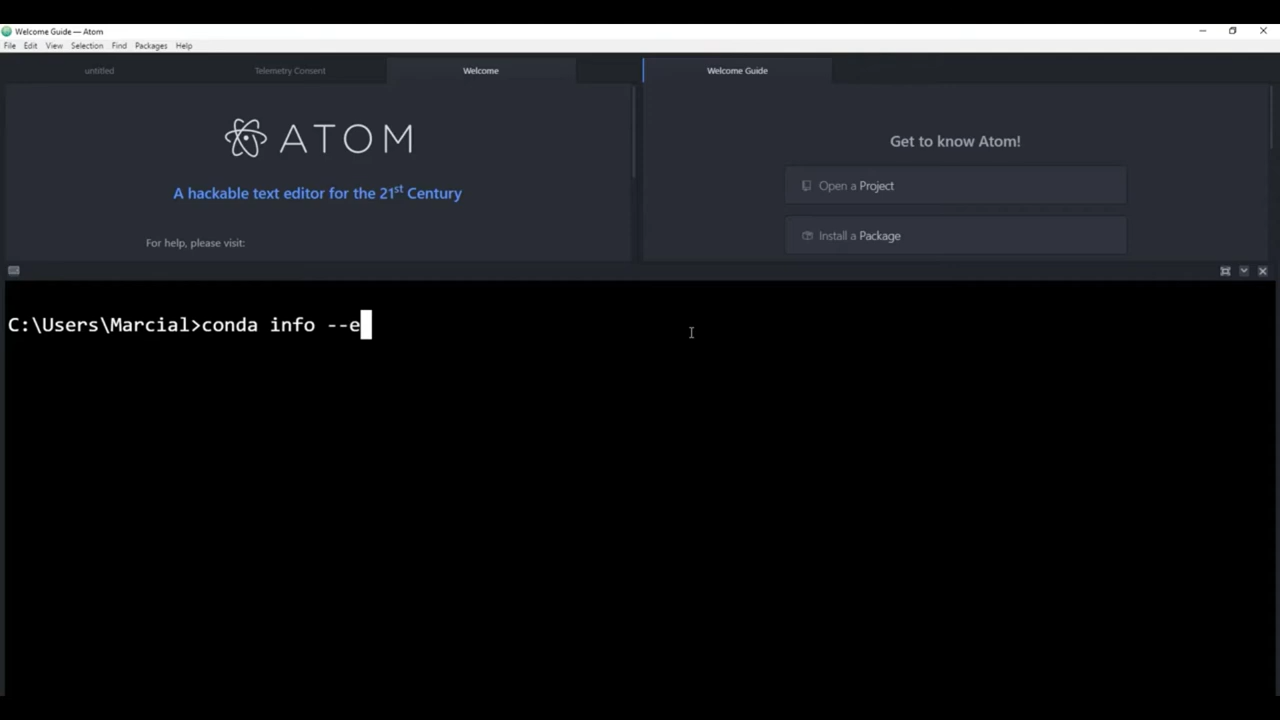 Welcome Guide — Atom
File Edit View Selection Find Packages Help
untitled Telemetry Consent Welcome Welcome Guide
ATOM
A hackable text editor for the 21st Century
For help, please visit:
Get to know Atom!
Open a Project
Install a Package
C:\Users\Marcial>conda info --e